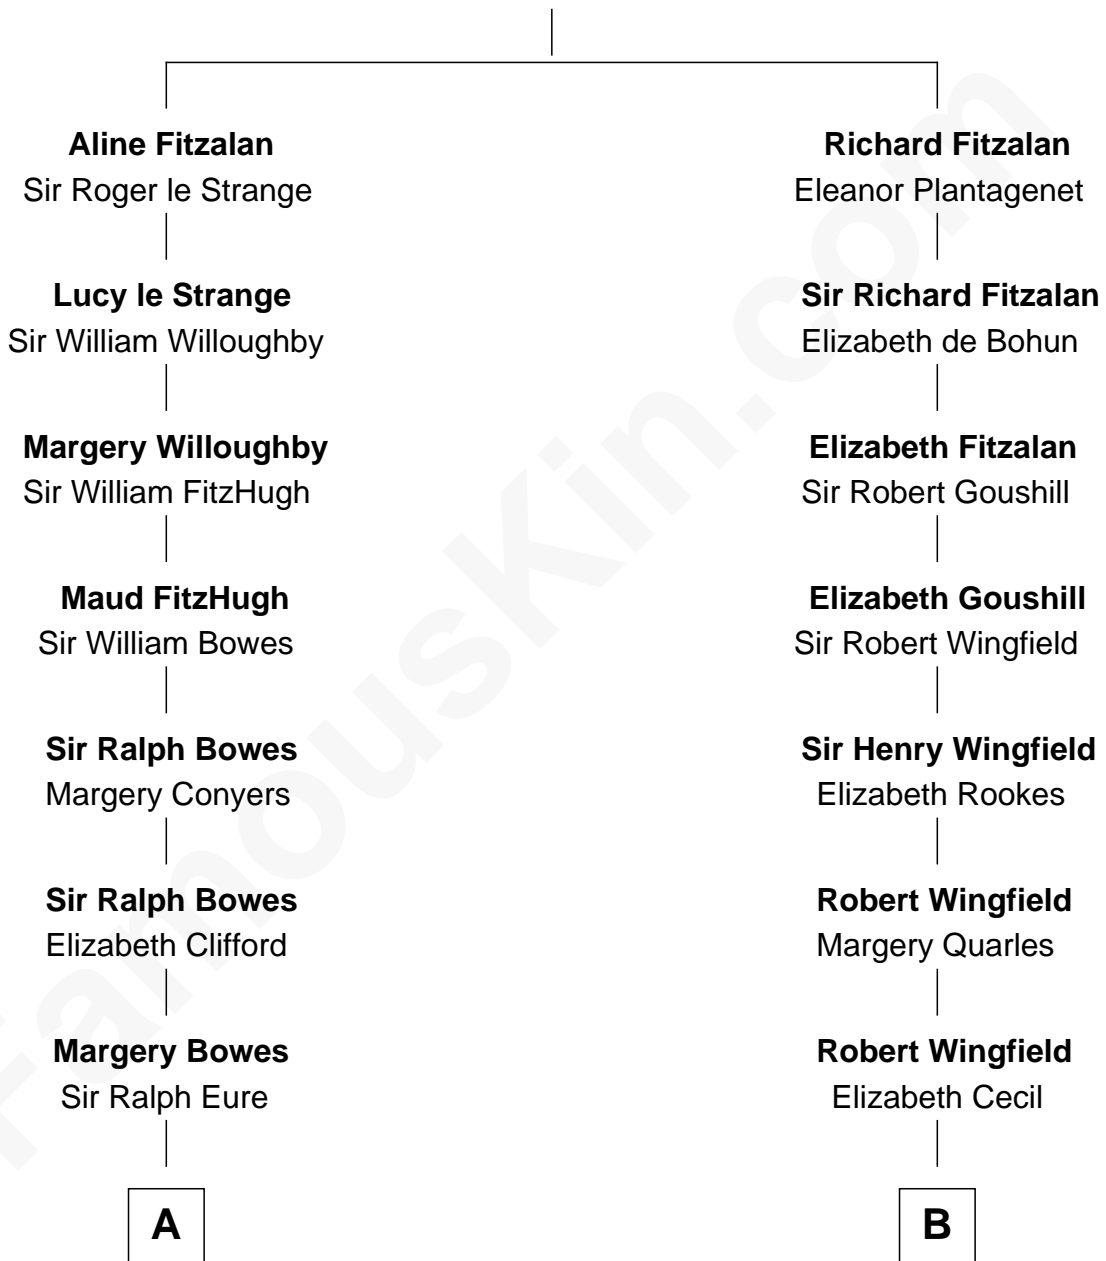 Aline Fitzalan
Sir Roger le Strange
Lucy le Strange
Sir William Willoughby
Margery Willoughby
Sir William FitzHugh
Maud FitzHugh
Sir William Bowes
Sir Ralph Bowes
Margery Conyers
Sir Ralph Bowes
Elizabeth Clifford
Margery Bowes
Sir Ralph Eure
A
Richard Fitzalan
Eleanor Plantagenet
Sir Richard Fitzalan
Elizabeth de Bohun
Elizabeth Fitzalan
Sir Robert Goushill
Elizabeth Goushill
Sir Robert Wingfield
Sir Henry Wingfield
Elizabeth Rookes
Robert Wingfield
Margery Quarles
Robert Wingfield
Elizabeth Cecil
B
FamousKin.com